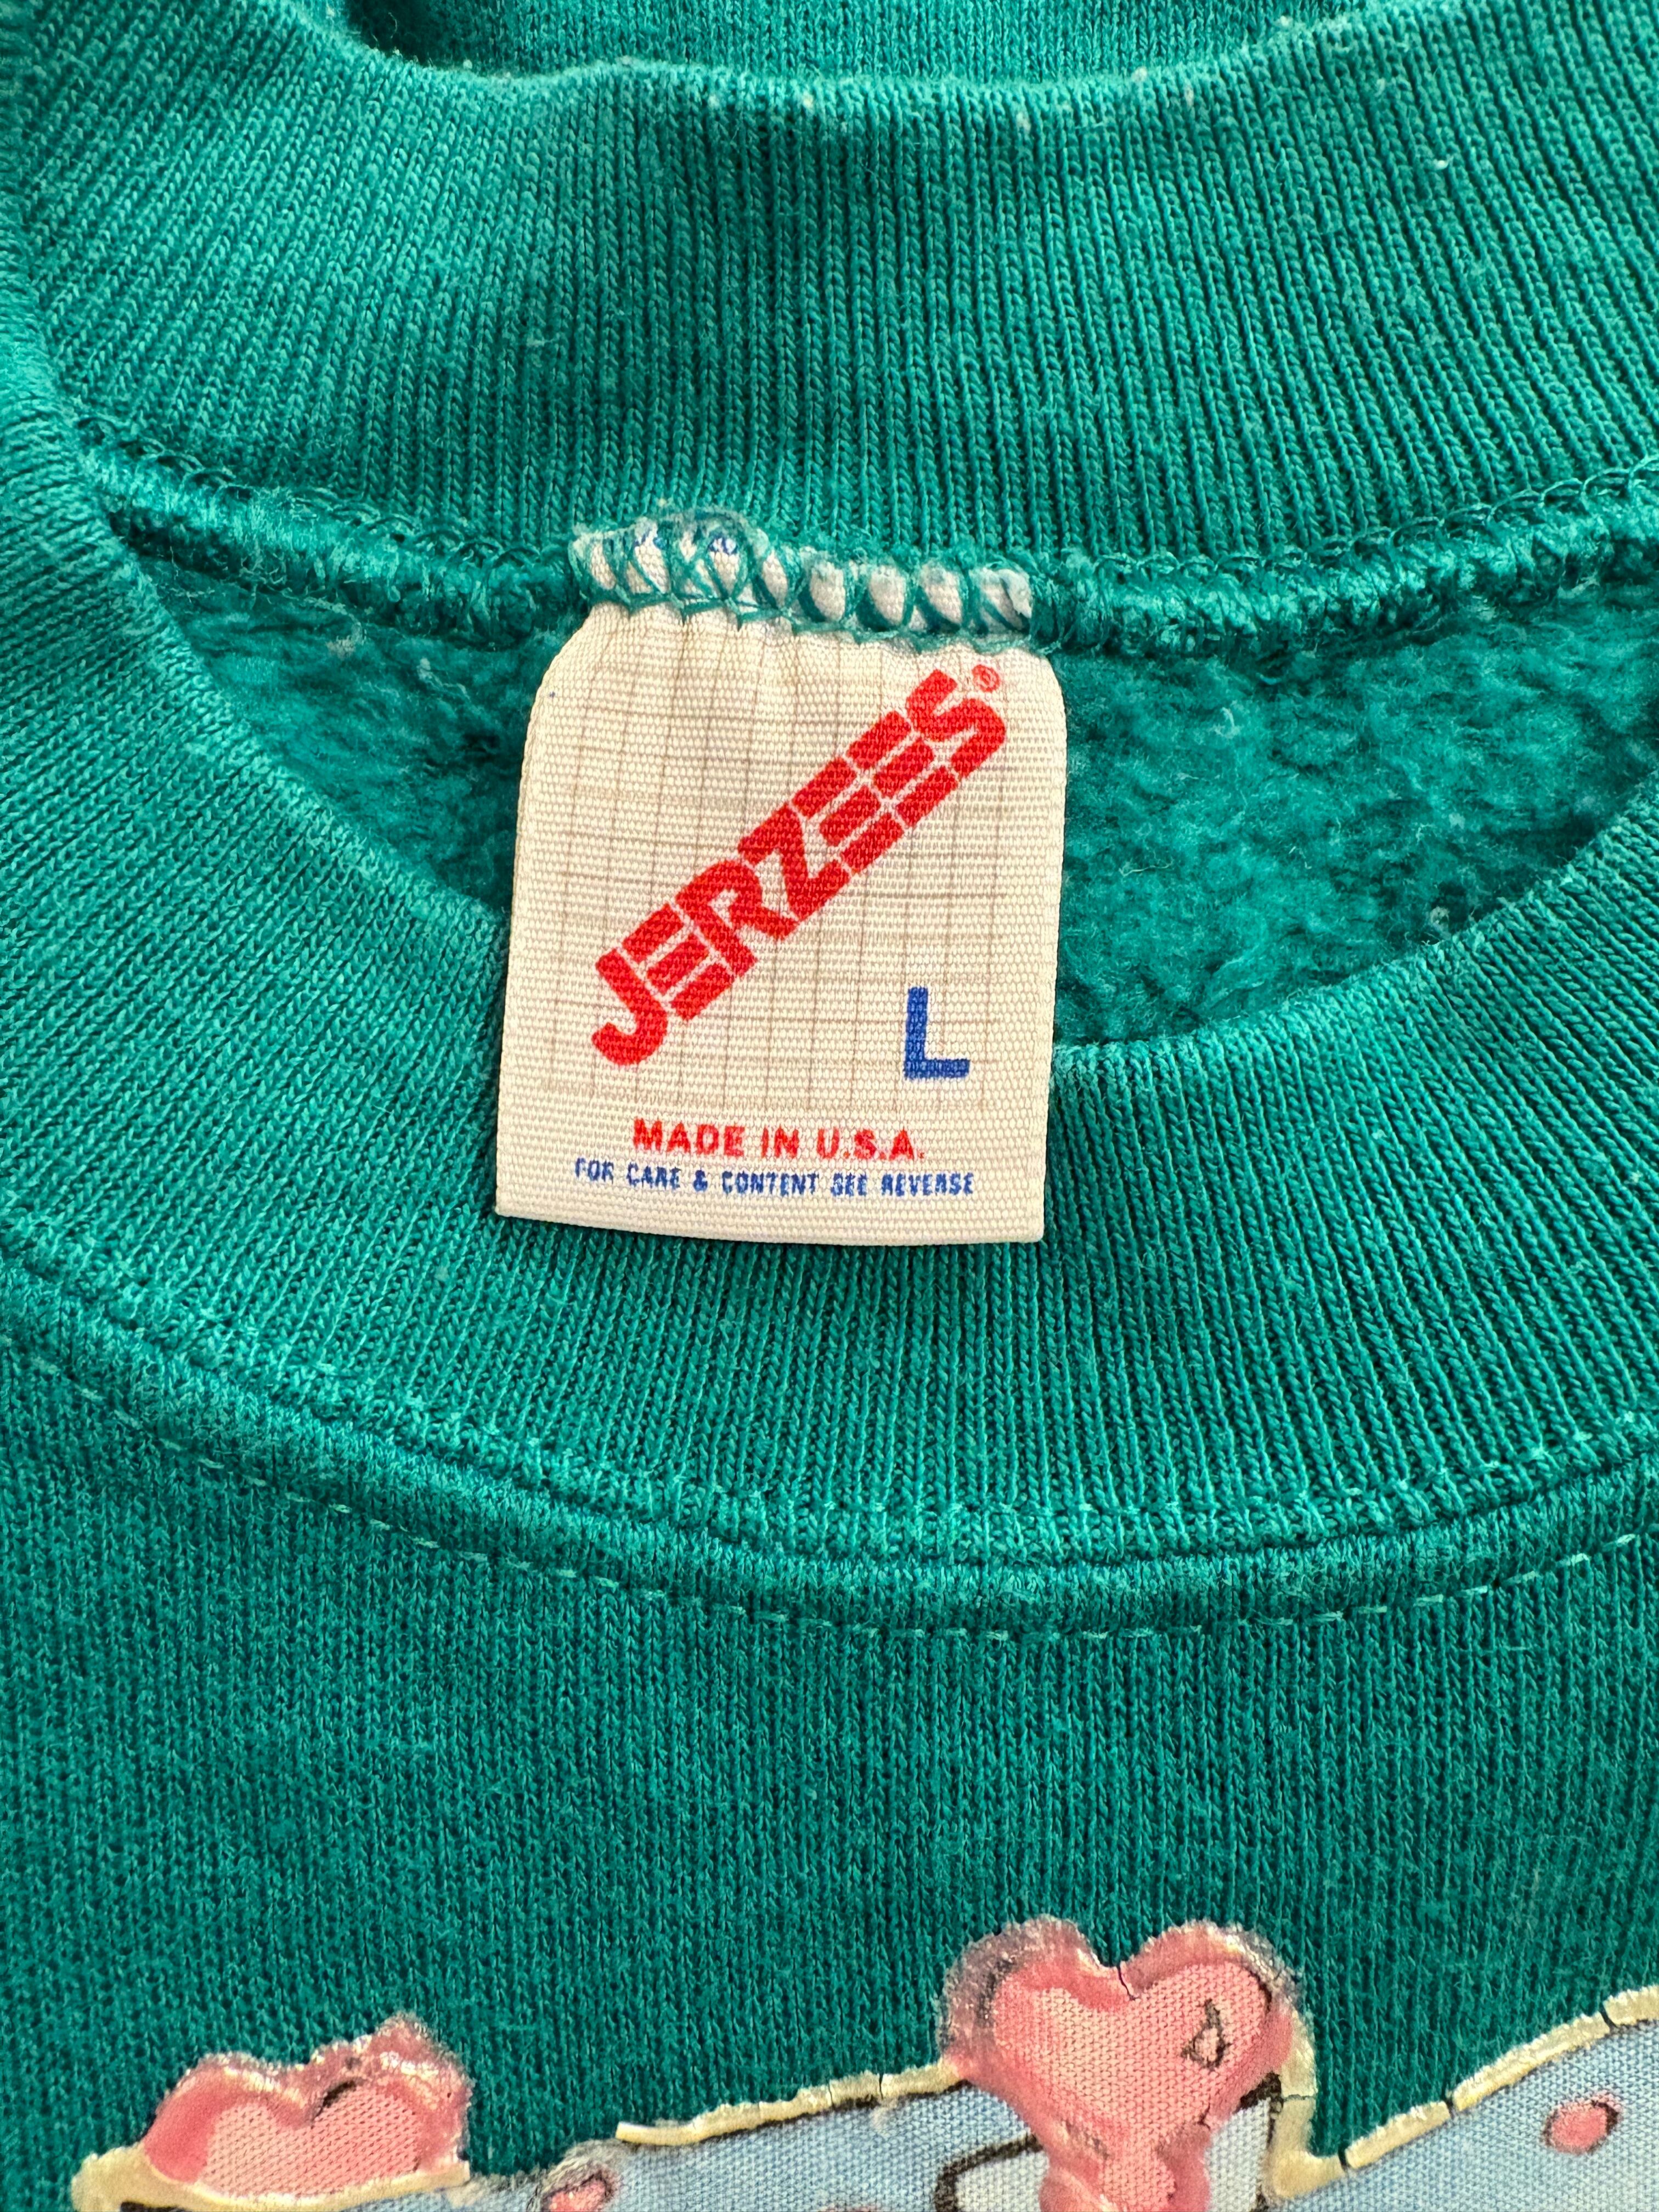 JERZEES®
L
MADE IN U.S.A.
FOR CARE & CONTENT SEE REVERSE